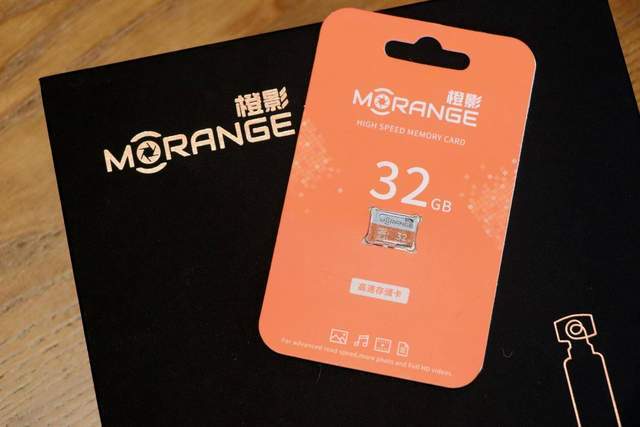 橙影
MORANGE
橙影
MORANGE
HIGH SPEED MEMORY CARD
32GB
MORANGE
32
高速存储卡
For advanced read speed,more photo and Full HD videos.